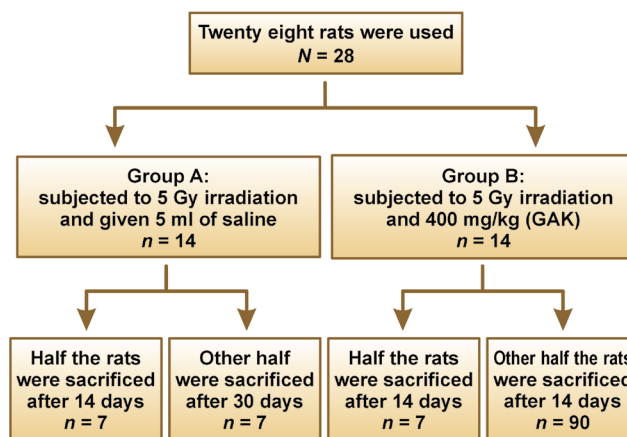 Twenty eight rats were used
N = 28
Group A:
subjected to 5 Gy irradiation
and given 5 ml of saline
n = 14
Group B:
subjected to 5 Gy irradiation
and 400 mg/kg (GAK)
n = 14
Half the rats
were sacrificed
after 14 days
n = 7
Other half
were sacrificed
after 30 days
n = 7
Half the rats
were sacrificed
after 14 days
n = 7
Other half the rats
were sacrificed
after 14 days
n = 90